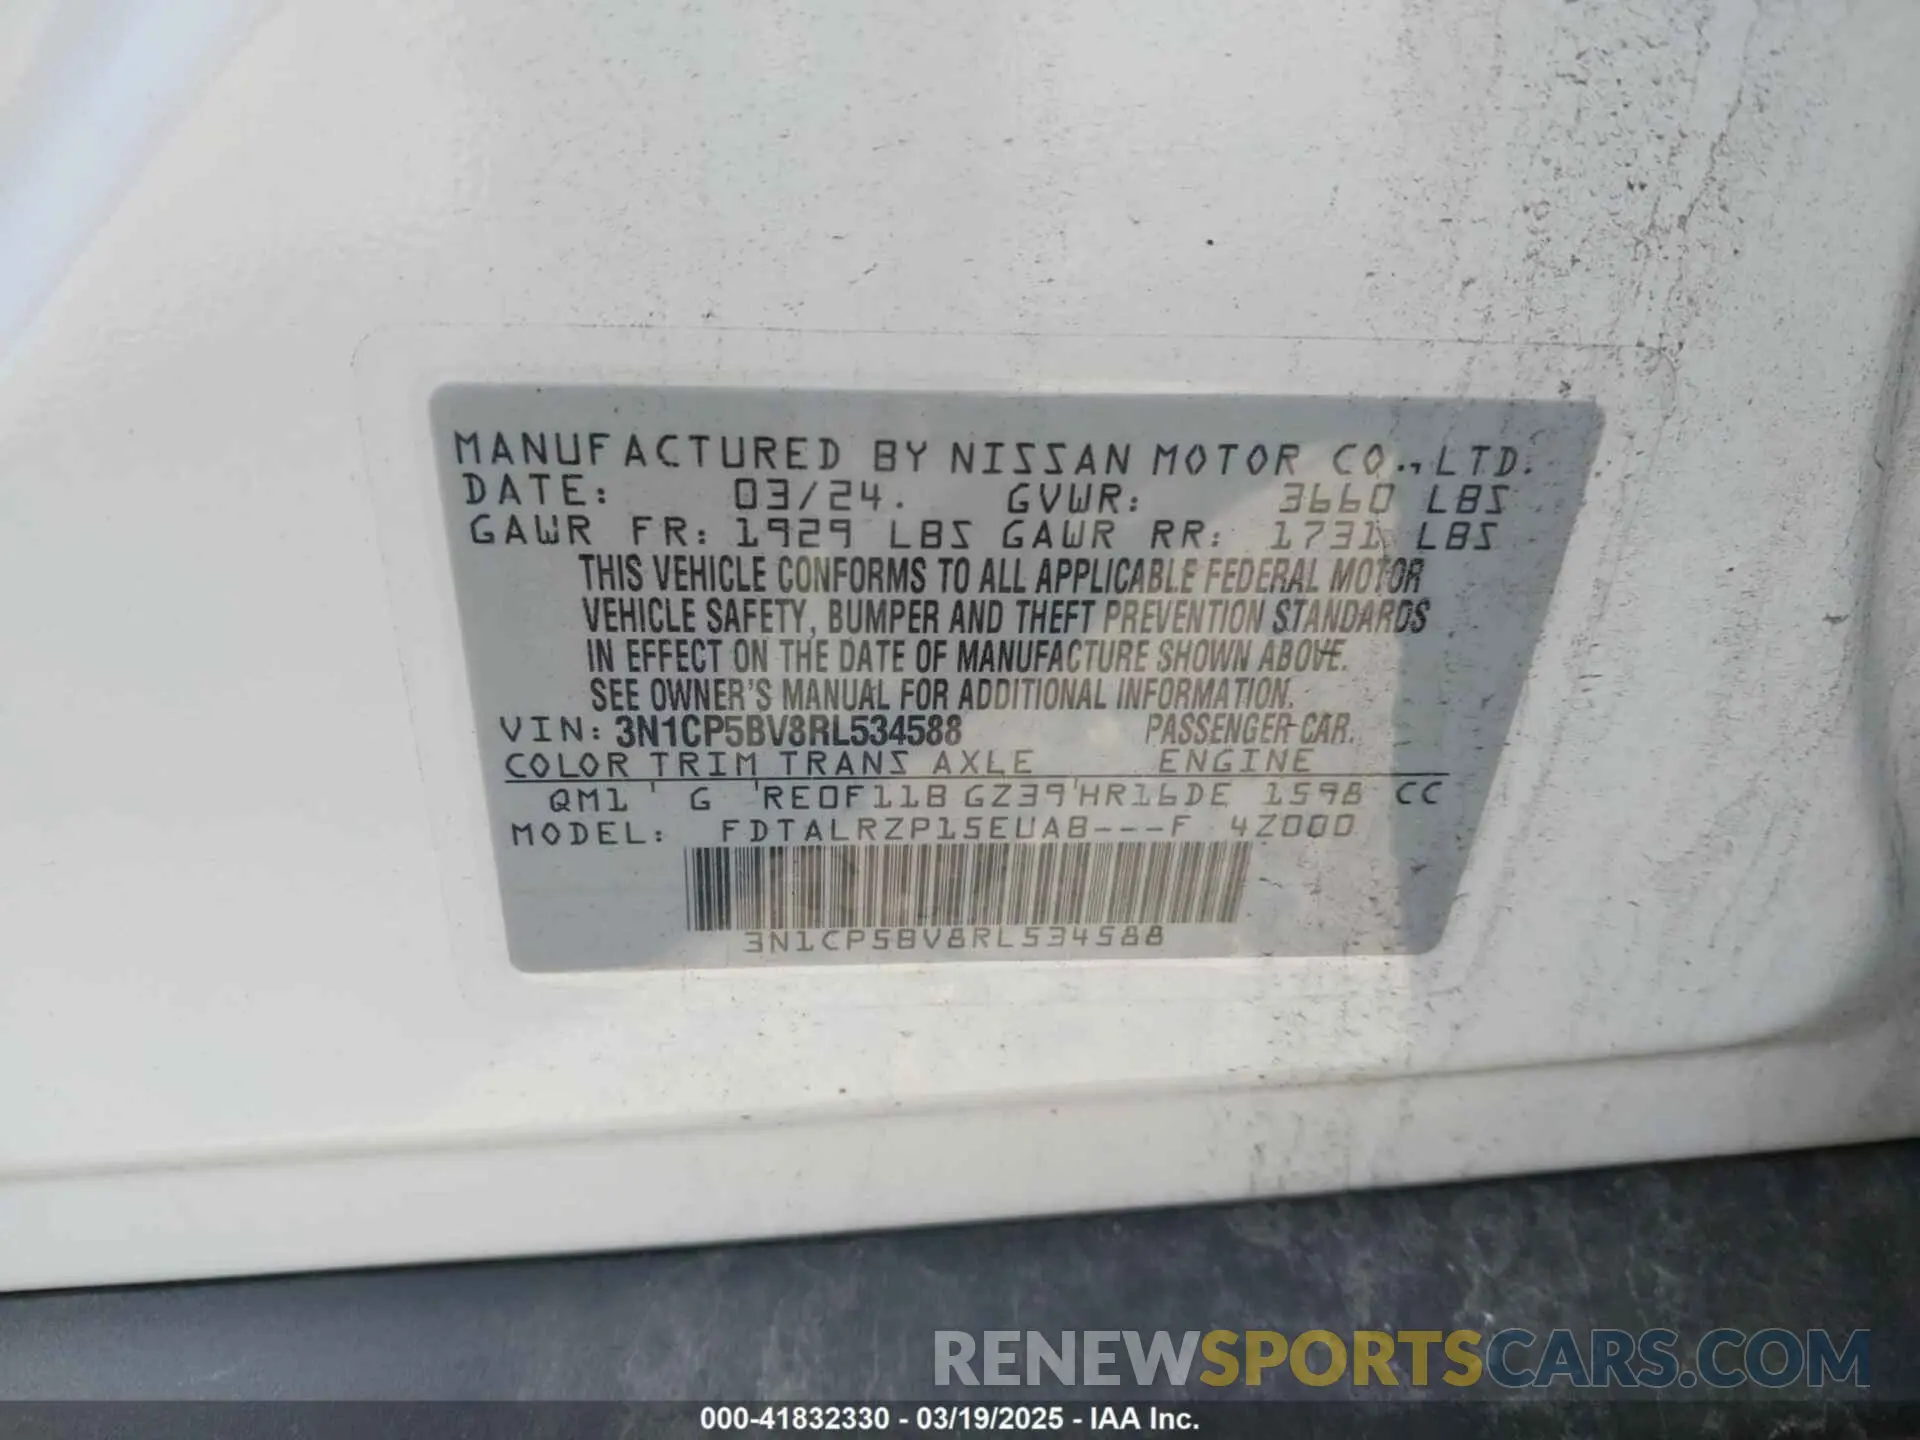 MANUFACTURED BY NISSAN MOTOR CO., LTD.
DATE: 03/24. GVWR: 3660 LBS
GAWR FR: 1929 LBS GAWR RR: 1731 LBS
THIS VEHICLE CONFORMS TO ALL APPLICABLE FEDERAL MOTOR
VEHICLE SAFETY, BUMPER AND THEFT PREVENTION STANDARDS
IN EFFECT ON THE DATE OF MANUFACTURE SHOWN ABOVE.
SEE OWNER'S MANUAL FOR ADDITIONAL INFORMATION.
VIN: 3N1CP5BV8RL534588 PASSENGER CAR.
COLOR TRIM TRANS AXLE ENGINE
QM1 ' G 'RE0F11B GZ39'HR16DE 1598 CC
MODEL: FDTALRZP15EUAB---F 4Z000
3N1CP5BV8RL534588
RENEWSPORTSCARS.COM
000-41832330 - 03/19/2025 - IAA Inc.